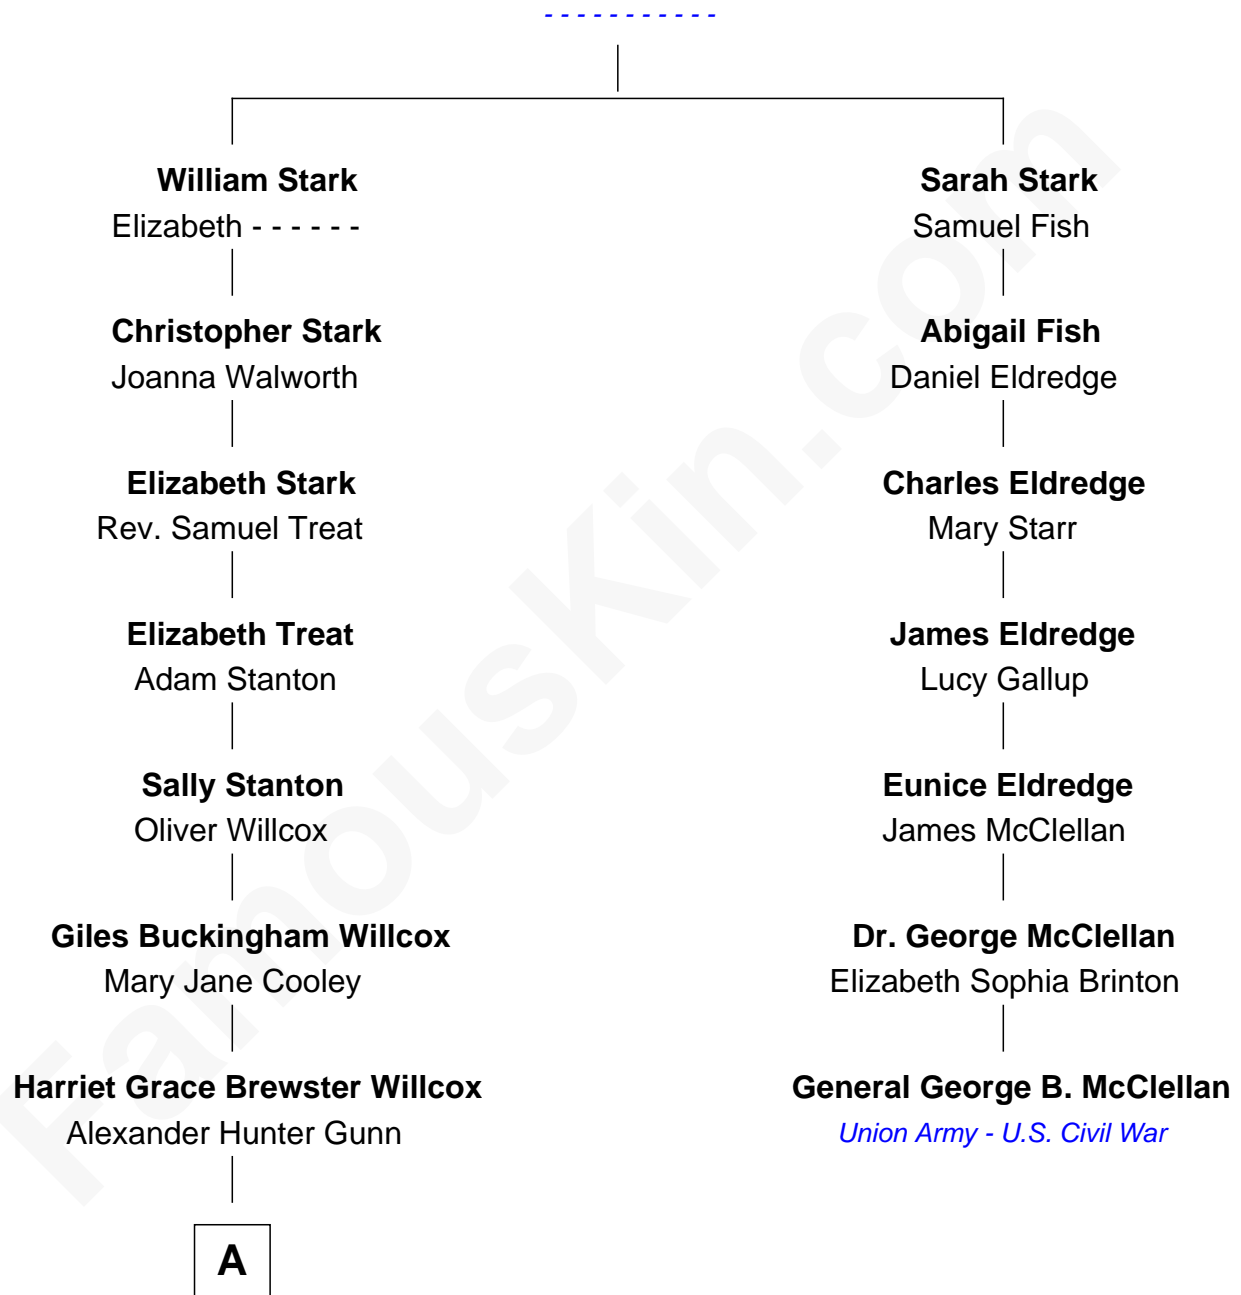 - - - - - - - - - - -
William Stark
Elizabeth - - - - - -
Sarah Stark
Samuel Fish
Christopher Stark
Joanna Walworth
Abigail Fish
Daniel Eldredge
Elizabeth Stark
Rev. Samuel Treat
Charles Eldredge
Mary Starr
Elizabeth Treat
Adam Stanton
James Eldredge
Lucy Gallup
Sally Stanton
Oliver Willcox
Eunice Eldredge
James McClellan
Giles Buckingham Willcox
Mary Jane Cooley
Dr. George McClellan
Elizabeth Sophia Brinton
Harriet Grace Brewster Willcox
Alexander Hunter Gunn
General George B. McClellan
Union Army - U.S. Civil War
A
FamousKin.com